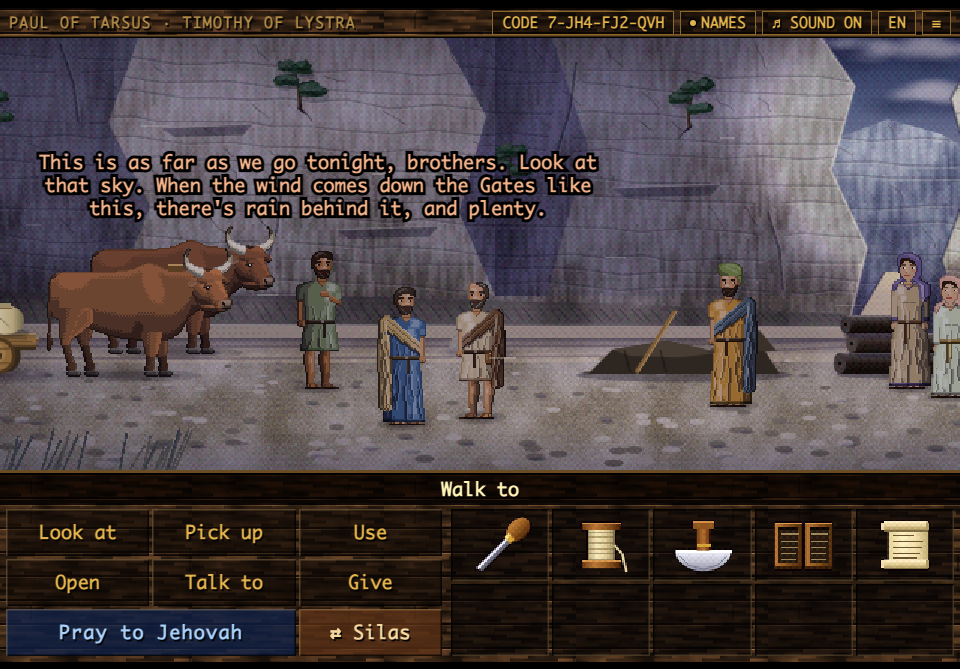 PAUL OF TARSUS · TIMOTHY OF LYSTRA
CODE 7-JH4-FJ2-QVH
• NAMES
♬ SOUND ON
EN
≡
This is as far as we go tonight, brothers. Look at
that sky. When the wind comes down the Gates like
this, there's rain behind it, and plenty.
Walk to
Look at
Pick up
Use
Open
Talk to
Give
Pray to Jehovah
⇄ Silas